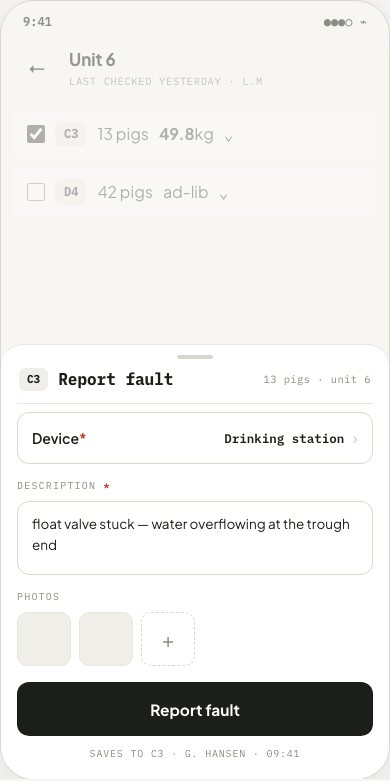 9:41
← Unit 6
LAST CHECKED YESTERDAY · L.M
C3 13 pigs 49.8kg
D4 42 pigs ad-lib
C3 Report fault 13 pigs · unit 6
Device* Drinking station ›
DESCRIPTION *
float valve stuck — water overflowing at the trough
end
PHOTOS
+
Report fault
SAVES TO C3 · G. HANSEN · 09:41